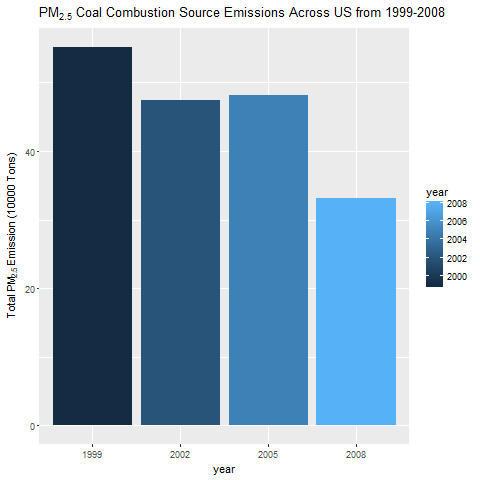 PM2.5 Coal Combustion Source Emissions Across US from 1999-2008
Total PM2.5 Emission (10000 Tons)
40
20
0
1999 2002 2005 2008
year
year
2008
2006
2004
2002
2000